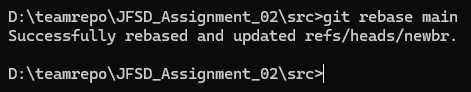 D:\teamrepo\JFSD_Assignment_02\src>git rebase main
Successfully rebased and updated refs/heads/newbr.
D:\teamrepo\JFSD_Assignment_02\src>